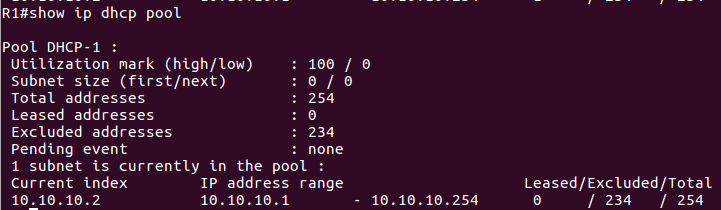 R1#show ip dhcp pool
Pool DHCP-1 :
Utilization mark (high/low) : 100 / 0
Subnet size (first/next) : 0 / 0
Total addresses : 254
Leased addresses : 0
Excluded addresses : 234
Pending event : none
1 subnet is currently in the pool :
Current index IP address range Leased/Excluded/Total
10.10.10.2 10.10.10.1 - 10.10.10.254 0 / 234 / 254